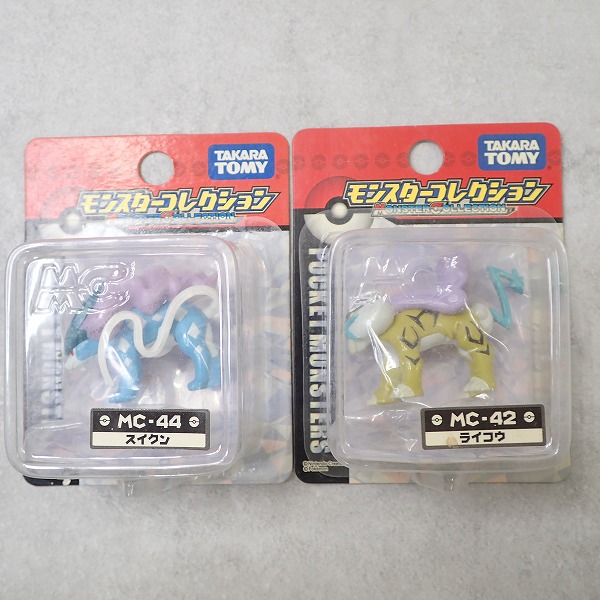 TAKARA
TOMY
モンスターコレクション
MONSTER COLLECTION
MC
MC-44
スイクン
TAKARA
TOMY
モンスターコレクション
MONSTER COLLECTION
POCKET MONSTERS
MC-42
ライコウ